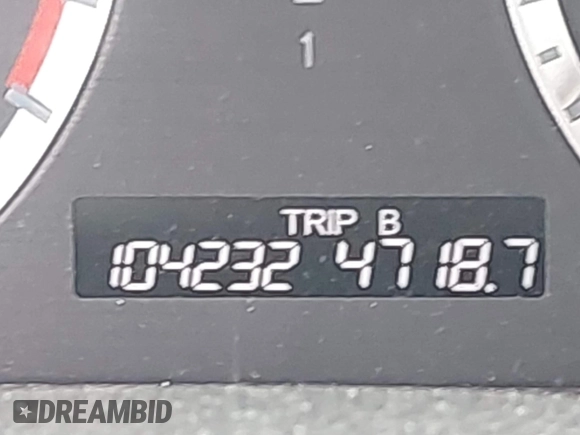 1
TRIP B
104232 4718.7
DREAMBID